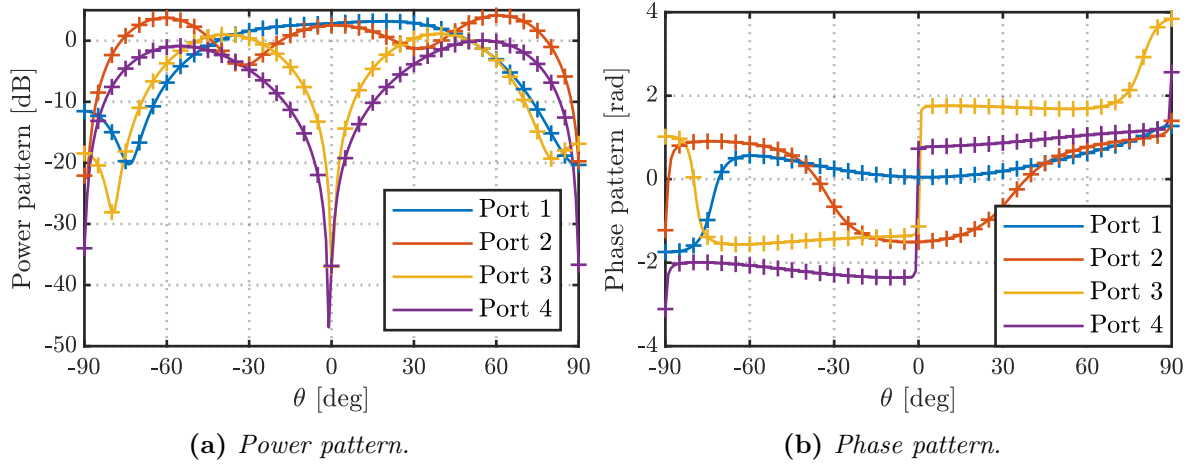 Power pattern [dB]
0
-10
-20
-30
-40
-50
-90 -60 -30 0 30 60 90
θ [deg]
Port 1
Port 2
Port 3
Port 4
(a) Power pattern.
Phase pattern [rad]
4
2
0
-2
-4
-90 -60 -30 0 30 60 90
θ [deg]
Port 1
Port 2
Port 3
Port 4
(b) Phase pattern.